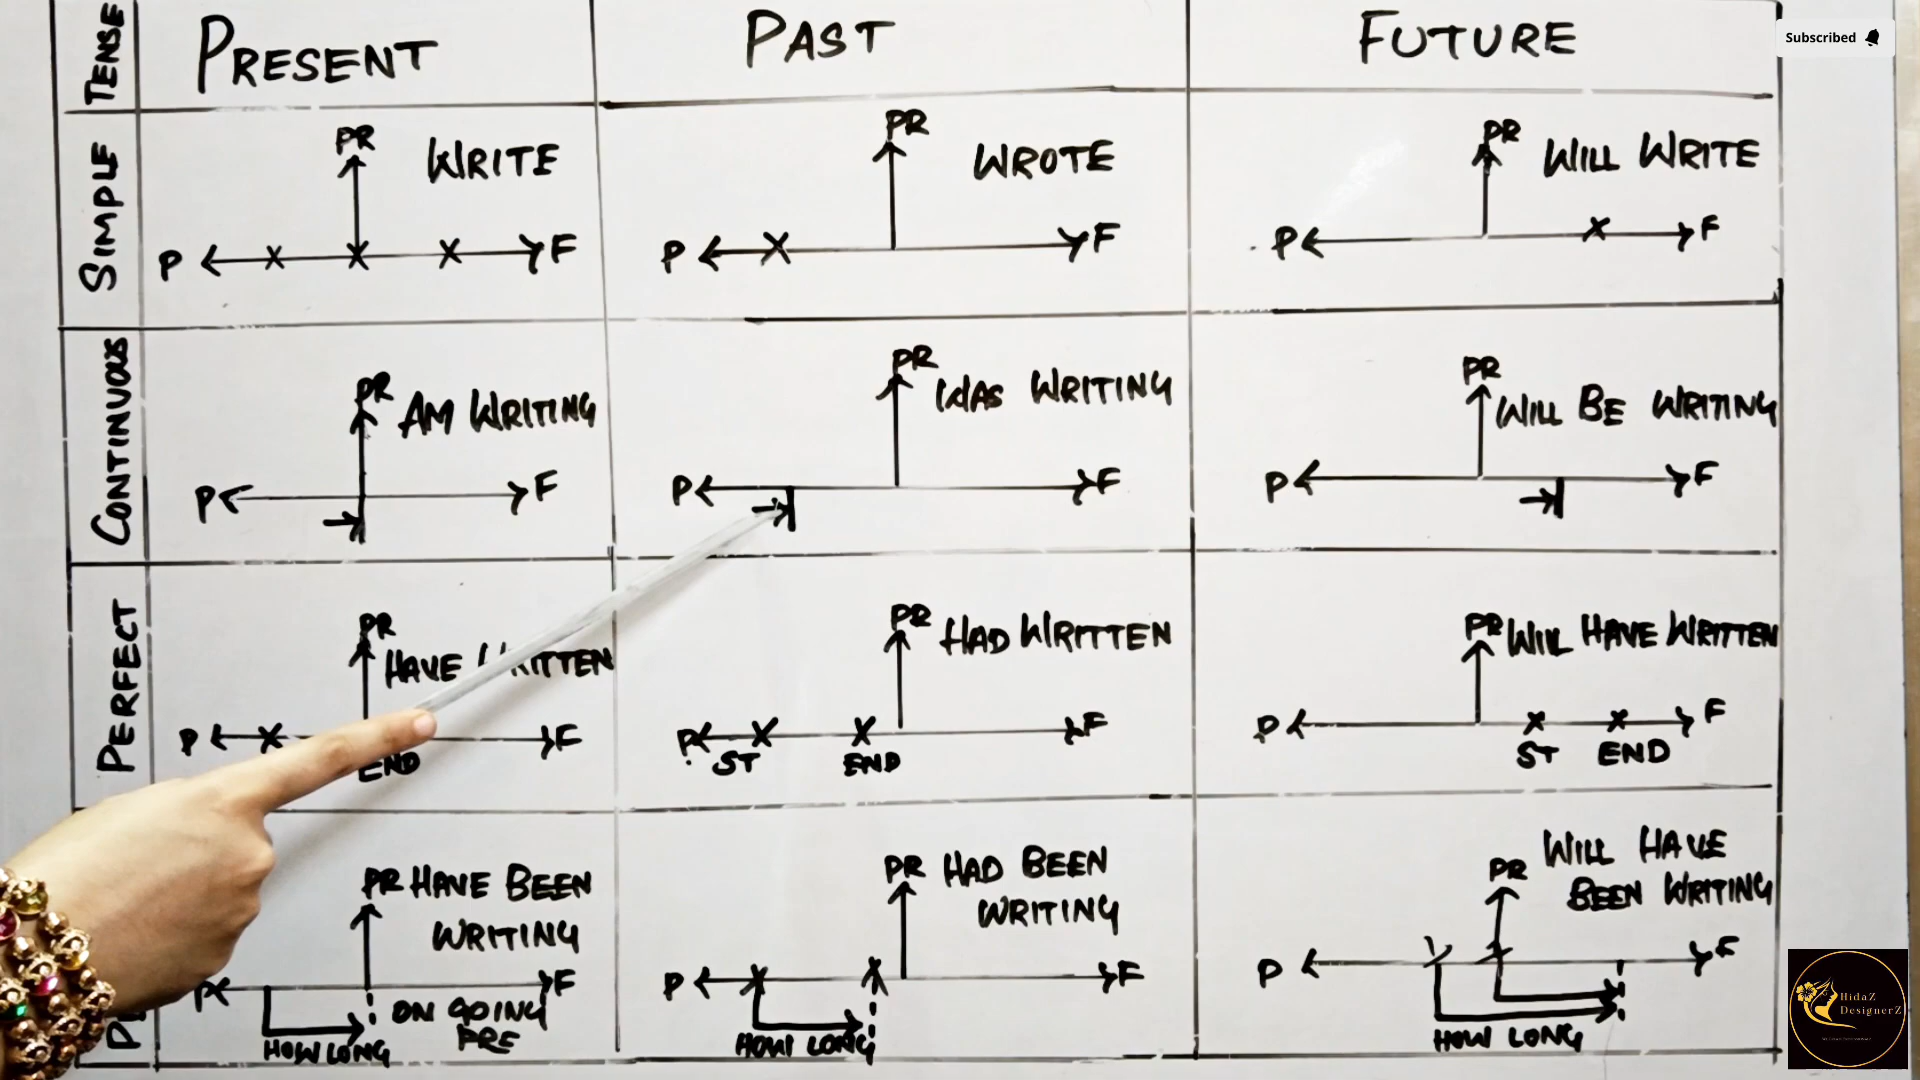 TENSE
PRESENT
PAST
FUTURE
Subscribed
SIMPLE
PR
WRITE
P
F
PR
WROTE
P
F
PR
WILL WRITE
P
F
CONTINUOUS
PR
AM WRITING
P
F
PR
WAS WRITING
P
F
PR
WILL BE WRITING
P
F
PERFECT
PR
HAVE WRITTEN
P
F
END
PR
HAD WRITTEN
P
F
ST
END
PR
WILL HAVE WRITTEN
P
F
ST
END
PR
HAVE BEEN
WRITING
P
F
ON GOING
PRE
HOW LONG
PR
HAD BEEN
WRITING
P
F
HOW LONG
PR
WILL HAVE
BEEN WRITING
P
F
HOW LONG
HidaZ
DesignerZ